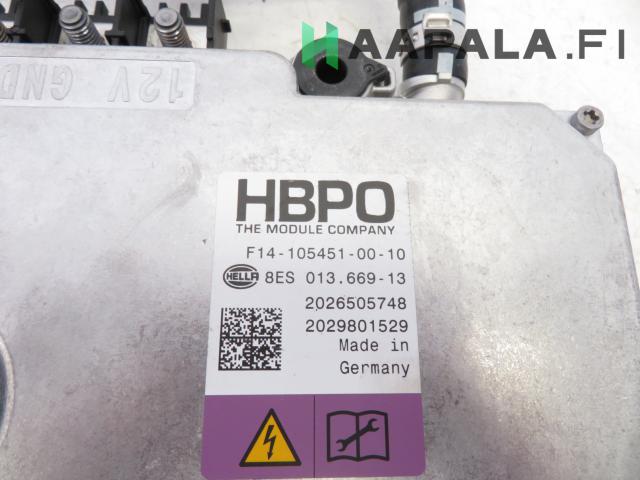 HAAPALA.FI
12V GND
HBPO
THE MODULE COMPANY
F14-105451-00-10
HELLA 8ES 013.669-13
2026505748
2029801529
Made in
Germany